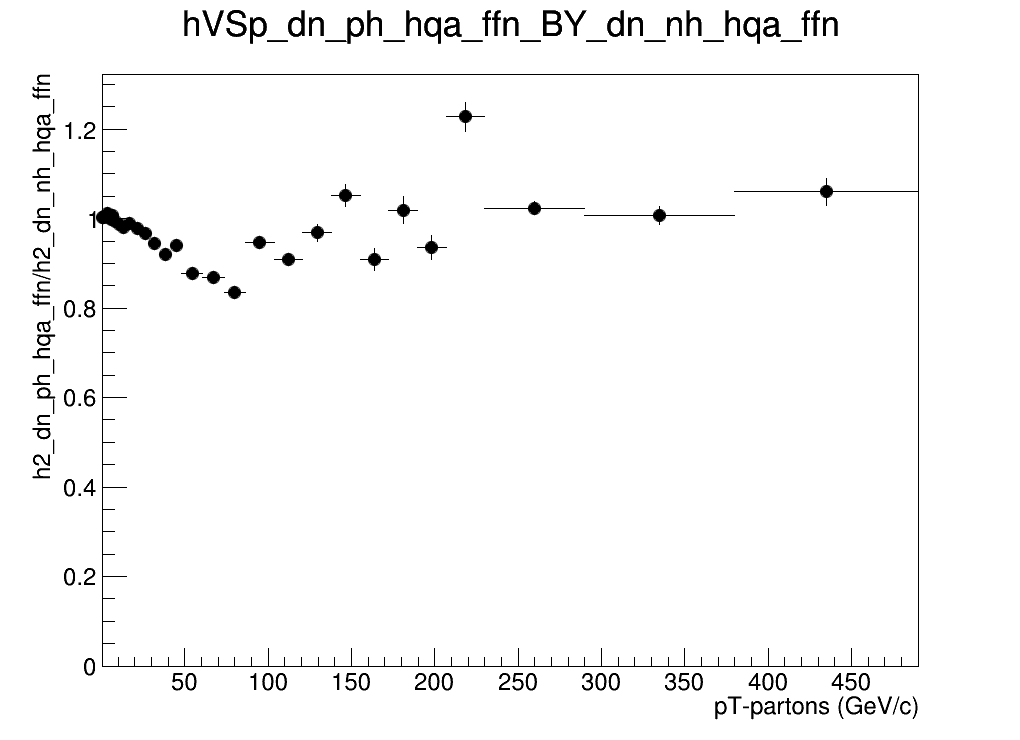 hVSp_dn_ph_hqa_ffn_BY_dn_nh_hqa_ffn
h2_dn_ph_hqa_ffn/h2_dn_nh_hqa_ffn
1.2
1
0.8
0.6
0.4
0.2
0
50 100 150 200 250 300 350 400 450
pT-partons (GeV/c)